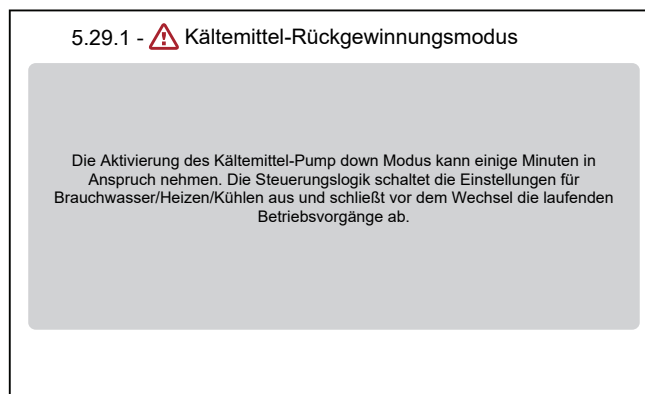 5.29.1 - Kältemittel-Rückgewinnungsmodus
Die Aktivierung des Kältemittel-Pump down Modus kann einige Minuten in
Anspruch nehmen. Die Steuerungslogik schaltet die Einstellungen für
Brauchwasser/Heizen/Kühlen aus und schließt vor dem Wechsel die laufenden
Betriebsvorgänge ab.